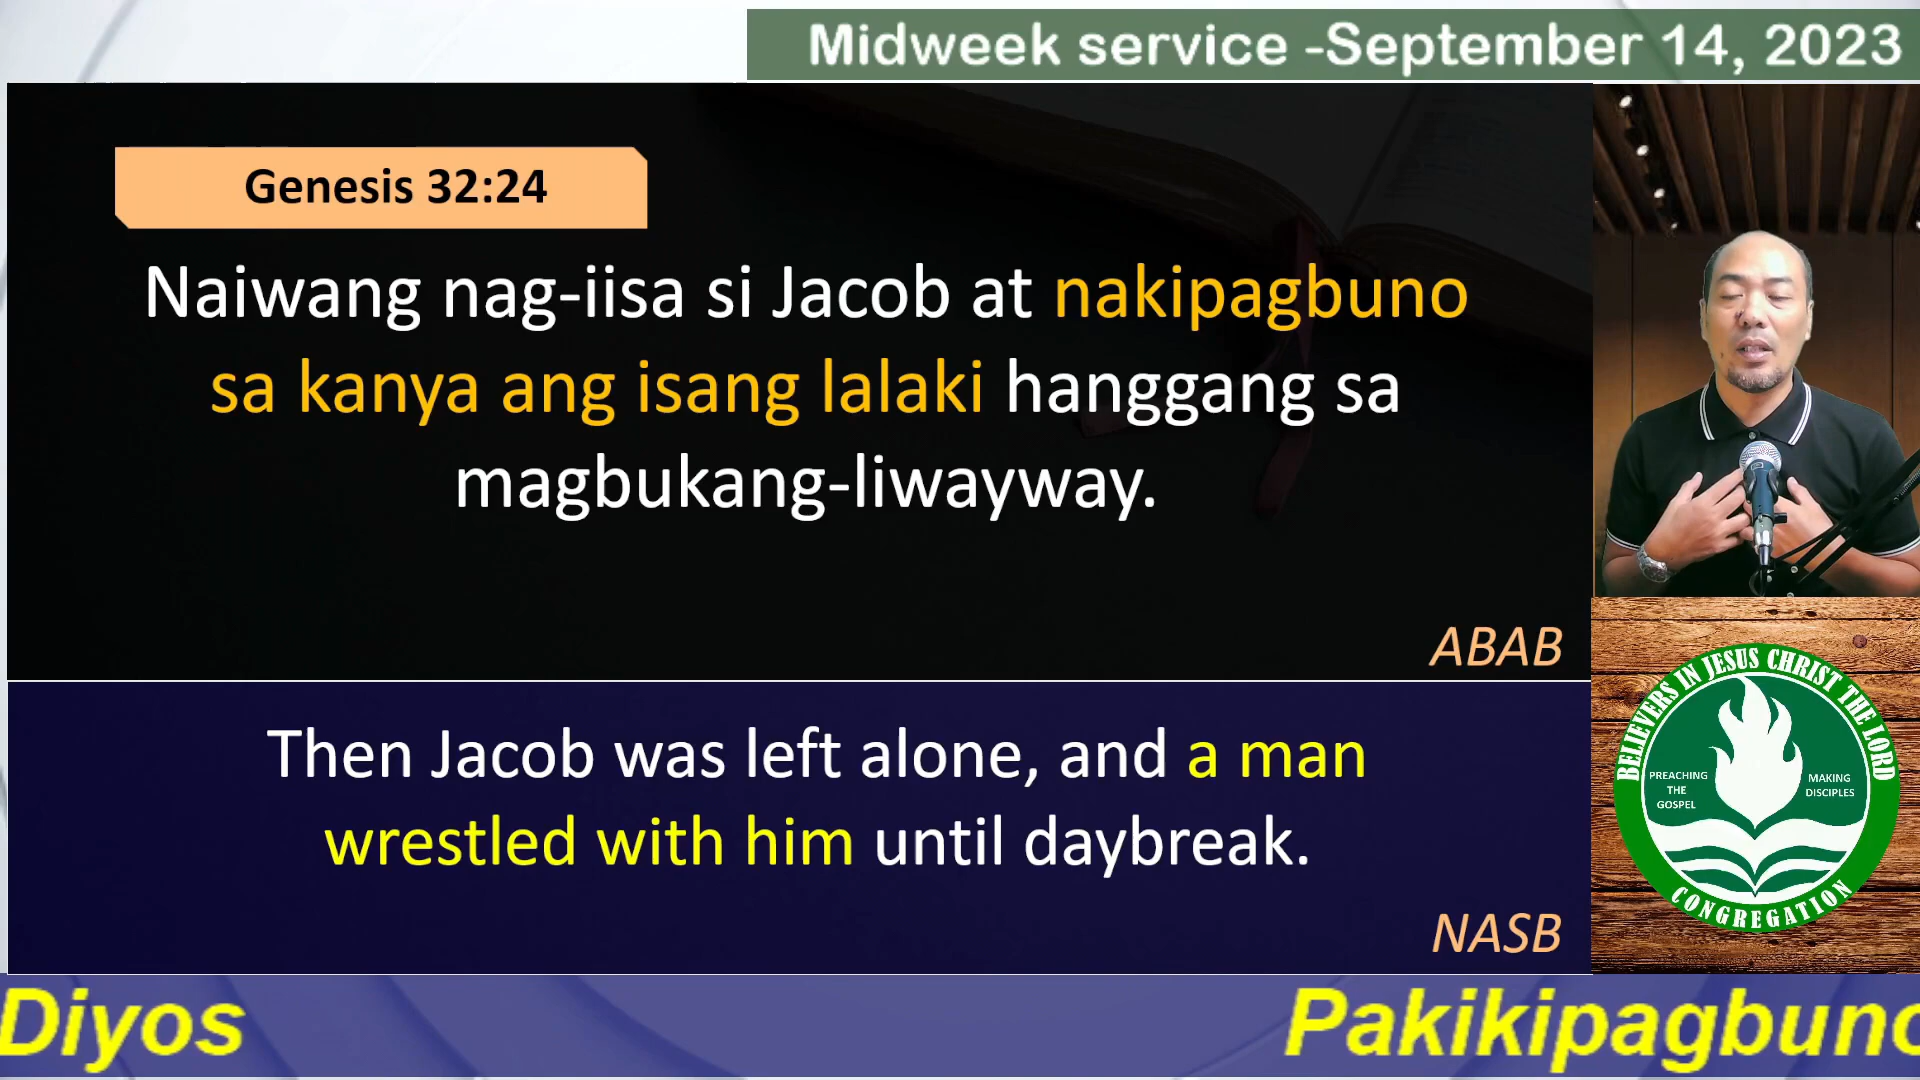 Midweek service -September 14, 2023
Genesis 32:24
Naiwang nag-iisa si Jacob at nakipagbuno
sa kanya ang isang lalaki hanggang sa
magbukang-liwayway.
ABAB
Then Jacob was left alone, and a man
wrestled with him until daybreak.
NASB
BELIEVERS IN JESUS CHRIST THE LORD
PREACHING
THE
GOSPEL
MAKING
DISCIPLES
CONGREGATION
Diyos
Pakikipagbuno